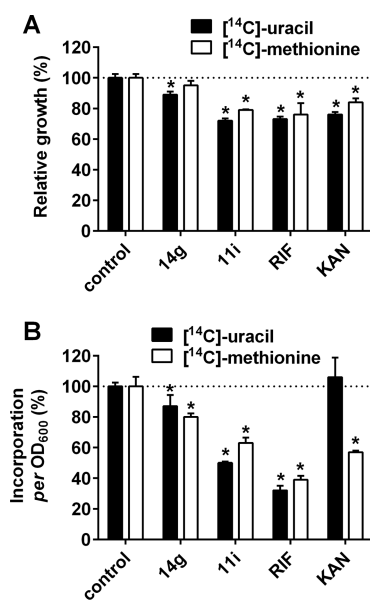 A
[¹⁴C]-uracil
[¹⁴C]-methionine
Relative growth (%)
120
100
80
60
40
20
0
* * * * * * *
control 14g 11i RIF KAN
B
[¹⁴C]-uracil
[¹⁴C]-methionine
Incorporation
per OD₆₀₀ (%)
120
100
80
60
40
20
0
* * * * * * *
control 14g 11i RIF KAN